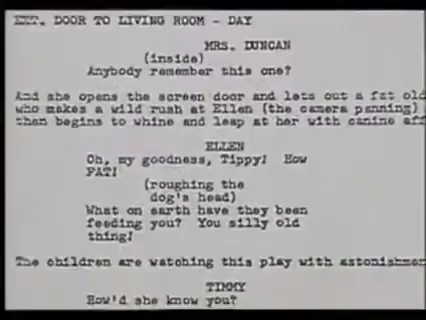 EXT. DOOR TO LIVING ROOM - DAY
MRS. DUNCAN
(inside)
Anybody remember this one?
And she opens the screen door and lets out a fat old
who makes a wild rush at Ellen (the camera panning)
then begins to whine and leap at her with canine aff
ELLEN
Oh, my goodness, Tippy! How
FAT!
(roughing the
dog's head)
What on earth have they been
feeding you? You silly old
thing!
The children are watching this play with astonishmen
TIMMY
How'd she know you?